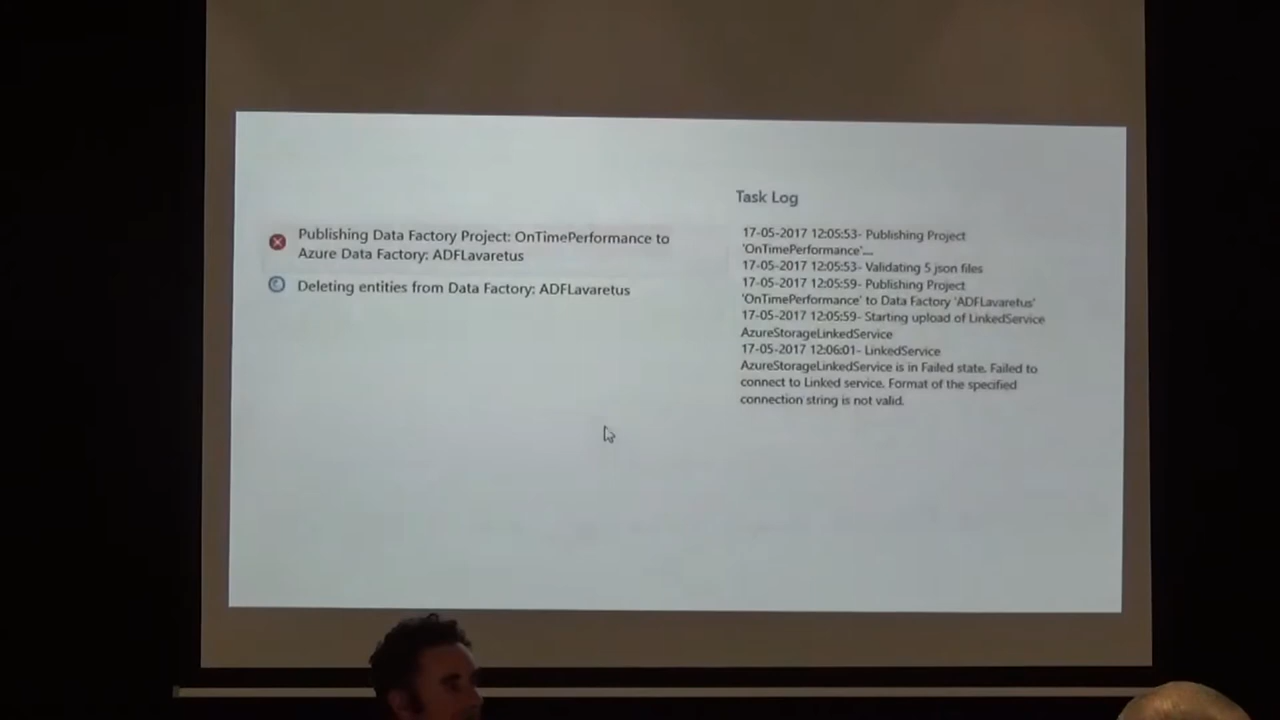 Publishing Data Factory Project: OnTimePerformance to
Azure Data Factory: ADFLavaretus
Deleting entities from Data Factory: ADFLavaretus
Task Log
17-05-2017 12:05:53- Publishing Project
'OnTimePerformance'....
17-05-2017 12:05:53- Validating 5 json files
17-05-2017 12:05:59- Publishing Project
'OnTimePerformance' to Data Factory 'ADFLavaretus'
17-05-2017 12:05:59- Starting upload of LinkedService
AzureStorageLinkedService
17-05-2017 12:06:01- LinkedService
AzureStorageLinkedService is in Failed state. Failed to
connect to Linked service. Format of the specified
connection string is not valid.